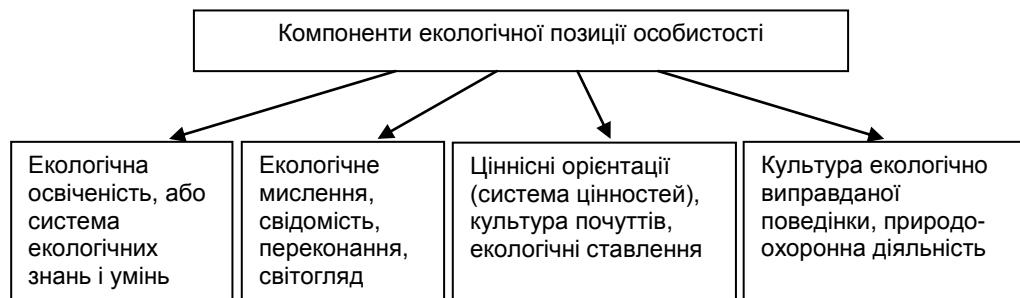 Компоненти екологічної позиції особистості
Екологічна
освіченість, або
система
екологічних
знань і умінь
Екологічне
мислення,
свідомість,
переконання,
світогляд
Ціннісні орієнтації
(система цінностей),
культура почуттів,
екологічні ставлення
Культура екологічно
виправданої
поведінки, природо-
охоронна діяльність